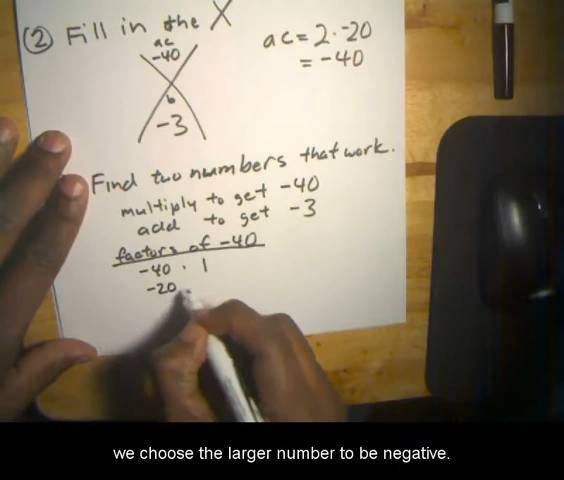 ② Fill in the X
ac = 2 · -20
= -40
ac
-40
b
-3
Find two numbers that work.
multiply to get -40
add to get -3
factors of -40
-40 · 1
-20 ·
we choose the larger number to be negative.